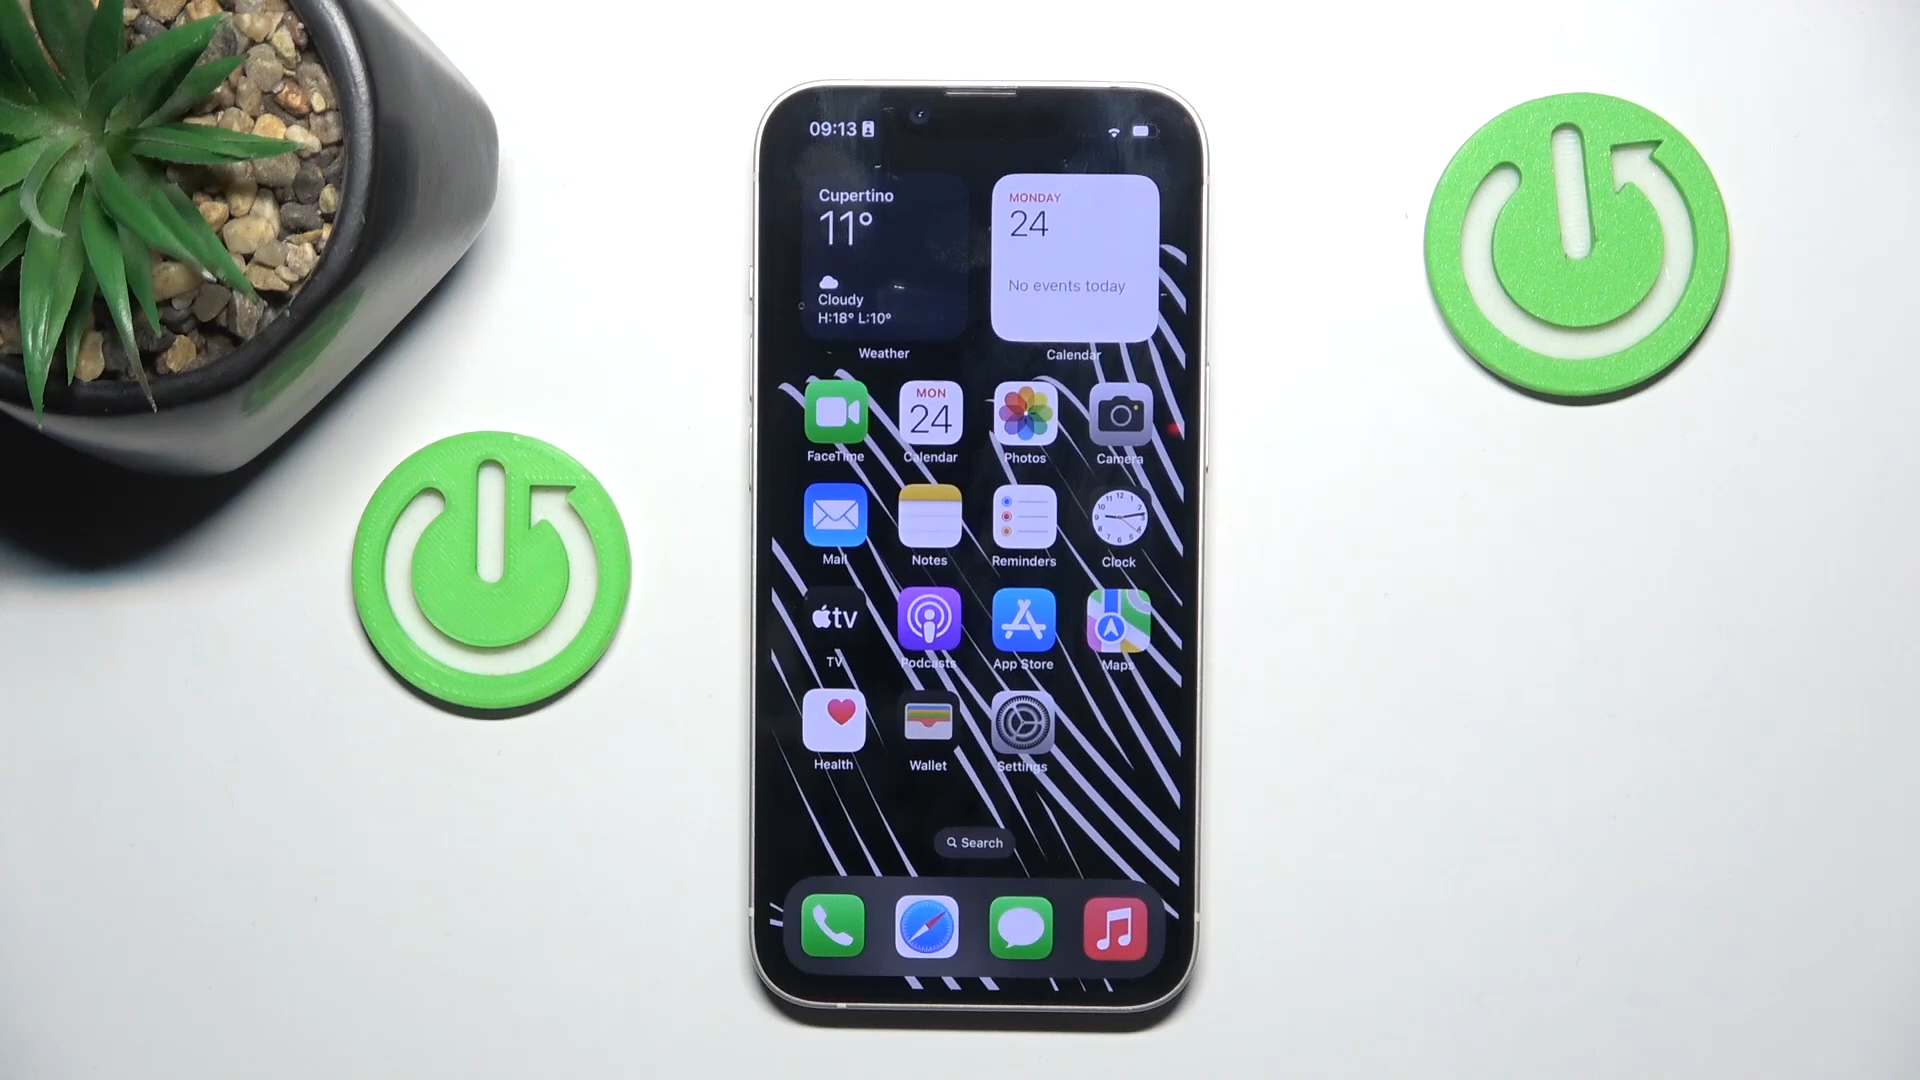 09:13
Cupertino
11°
Cloudy
H:18° L:10°
Weather
MONDAY
24
No events today
Calendar
FaceTime
MON
24
Calendar
Photos
Camera
Mail
Notes
Reminders
Clock
tv
TV
Podcasts
App Store
Maps
Health
Wallet
Settings
Search